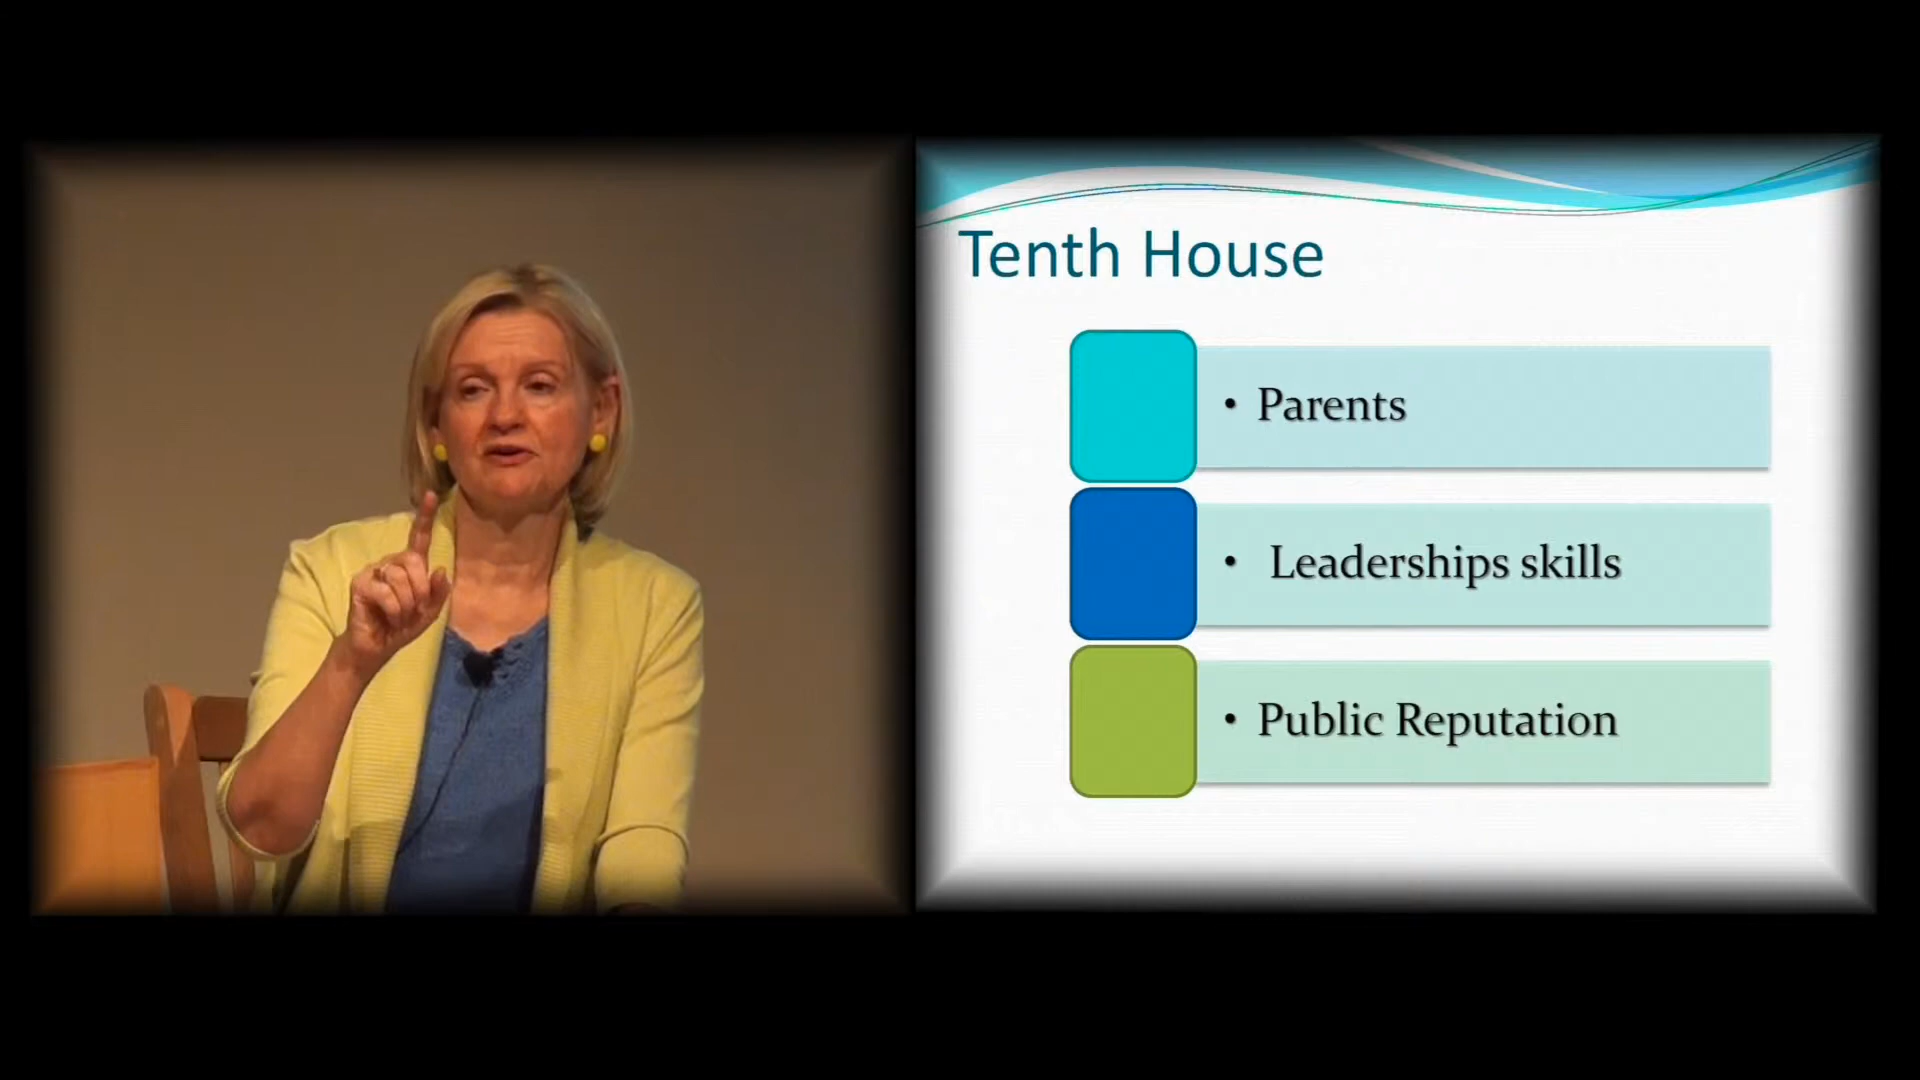 Tenth House
• Parents
• Leaderships skills
• Public Reputation